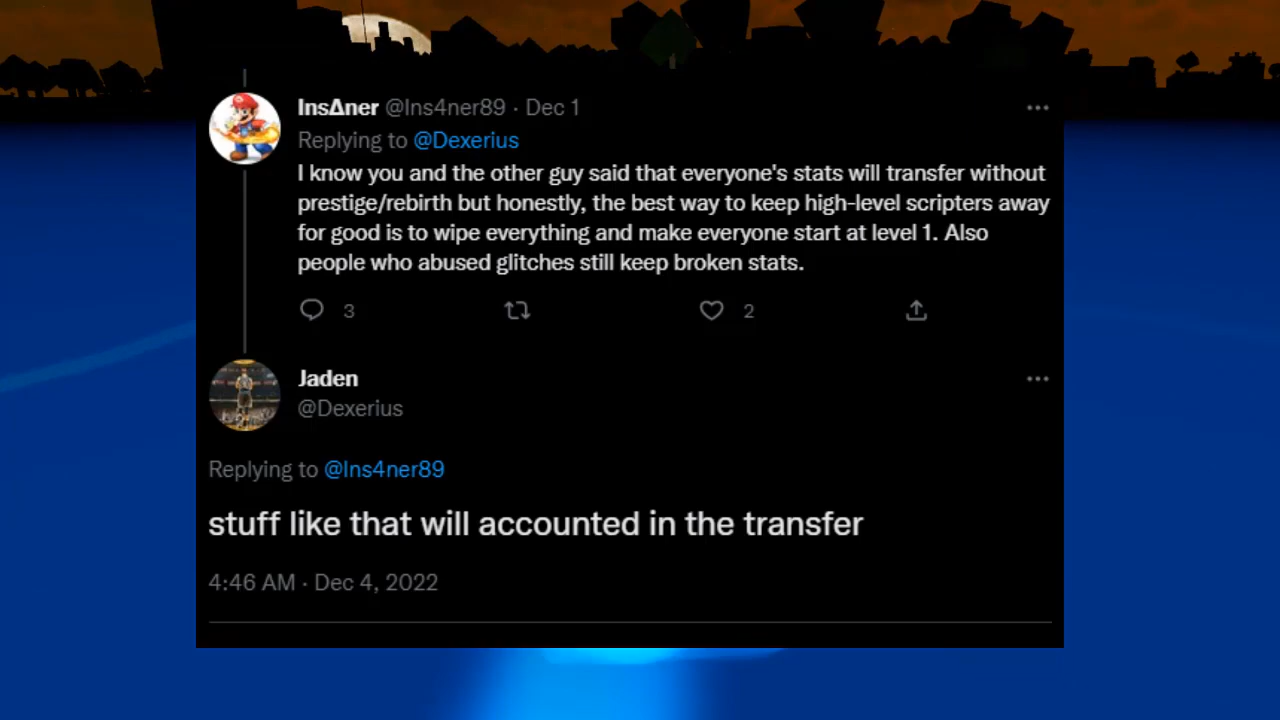 InsΔner @Ins4ner89 · Dec 1
Replying to @Dexerius
I know you and the other guy said that everyone's stats will transfer without
prestige/rebirth but honestly, the best way to keep high-level scripters away
for good is to wipe everything and make everyone start at level 1. Also
people who abused glitches still keep broken stats.
3 2
Jaden
@Dexerius
Replying to @Ins4ner89
stuff like that will accounted in the transfer
4:46 AM · Dec 4, 2022